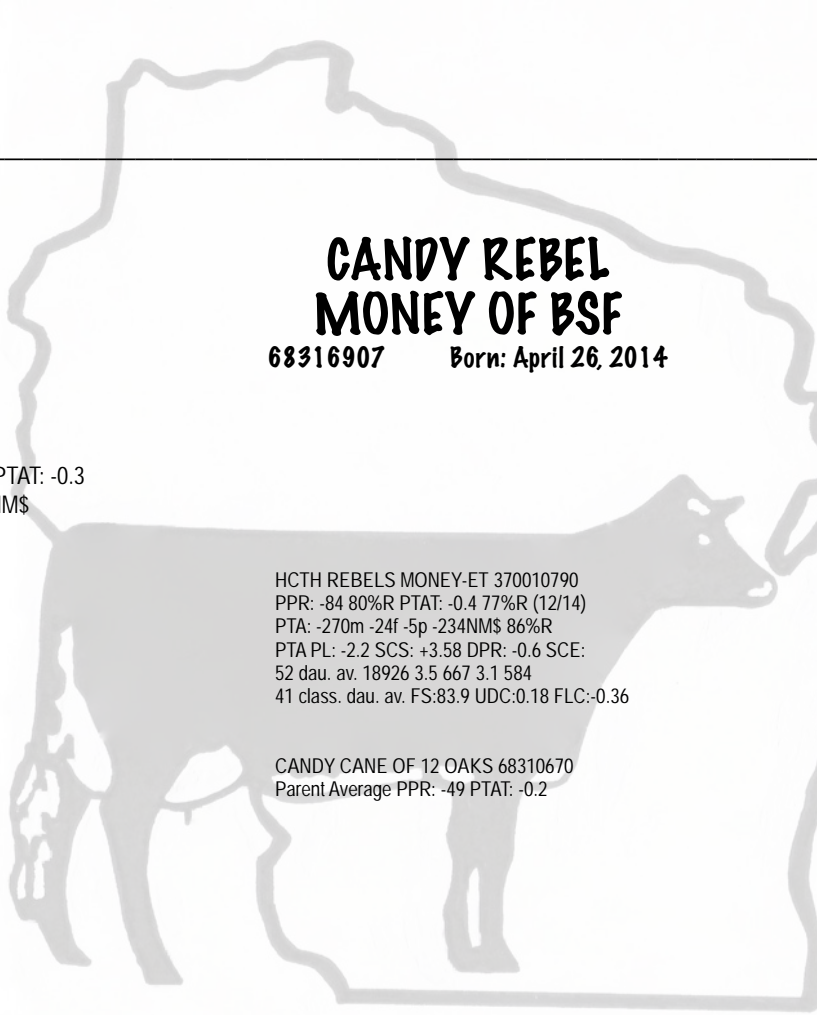 CANDY REBEL
MONEY OF BSF
68316907 Born: April 26, 2014
PTAT: -0.3
NM$
HCTH REBELS MONEY-ET 370010790
PPR: -84 80%R PTAT: -0.4 77%R (12/14)
PTA: -270m -24f -5p -234NM$ 86%R
PTA PL: -2.2 SCS: +3.58 DPR: -0.6 SCE:
52 dau. av. 18926 3.5 667 3.1 584
41 class. dau. av. FS:83.9 UDC:0.18 FLC:-0.36
CANDY CANE OF 12 OAKS 68310670
Parent Average PPR: -49 PTAT: -0.2